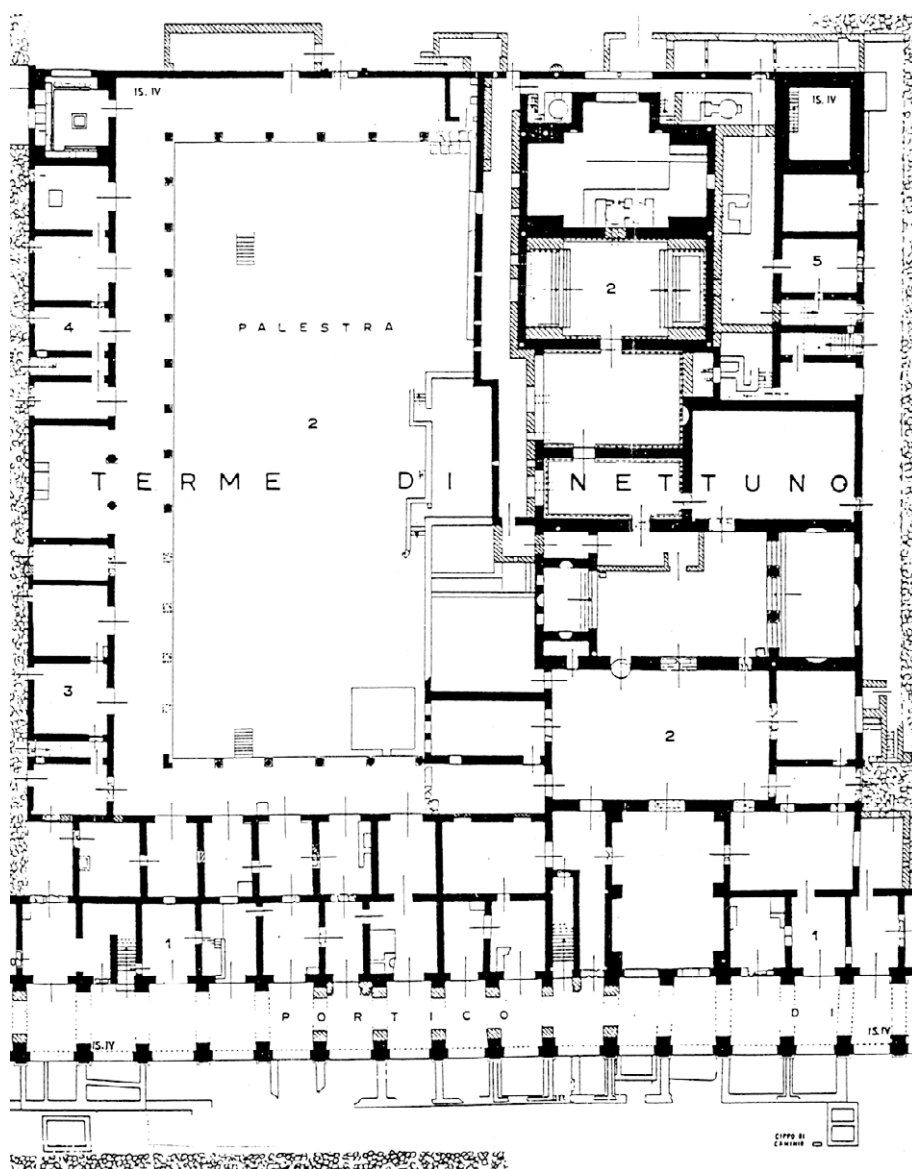 IS. IV
IS. IV
2
5
4
PALESTRA
2
TERME DI NETTUNO
3
2
1
1
PORTICO DI
IS. IV
IS. IV
CIPPO DI
CANINIO